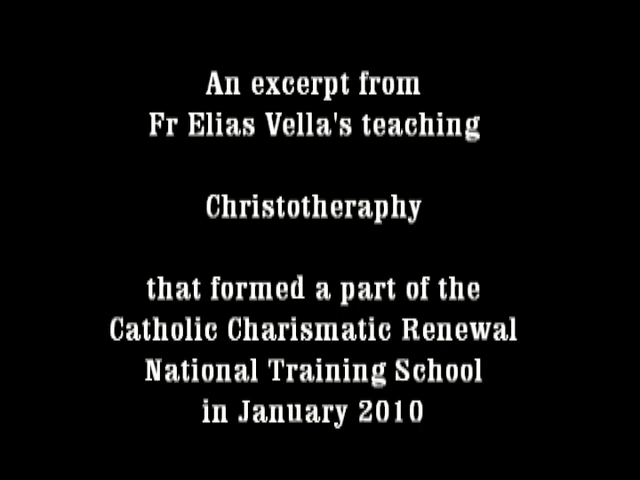 An excerpt from
Fr Elias Vella's teaching
Christotheraphy
that formed a part of the
Catholic Charismatic Renewal
National Training School
in January 2010